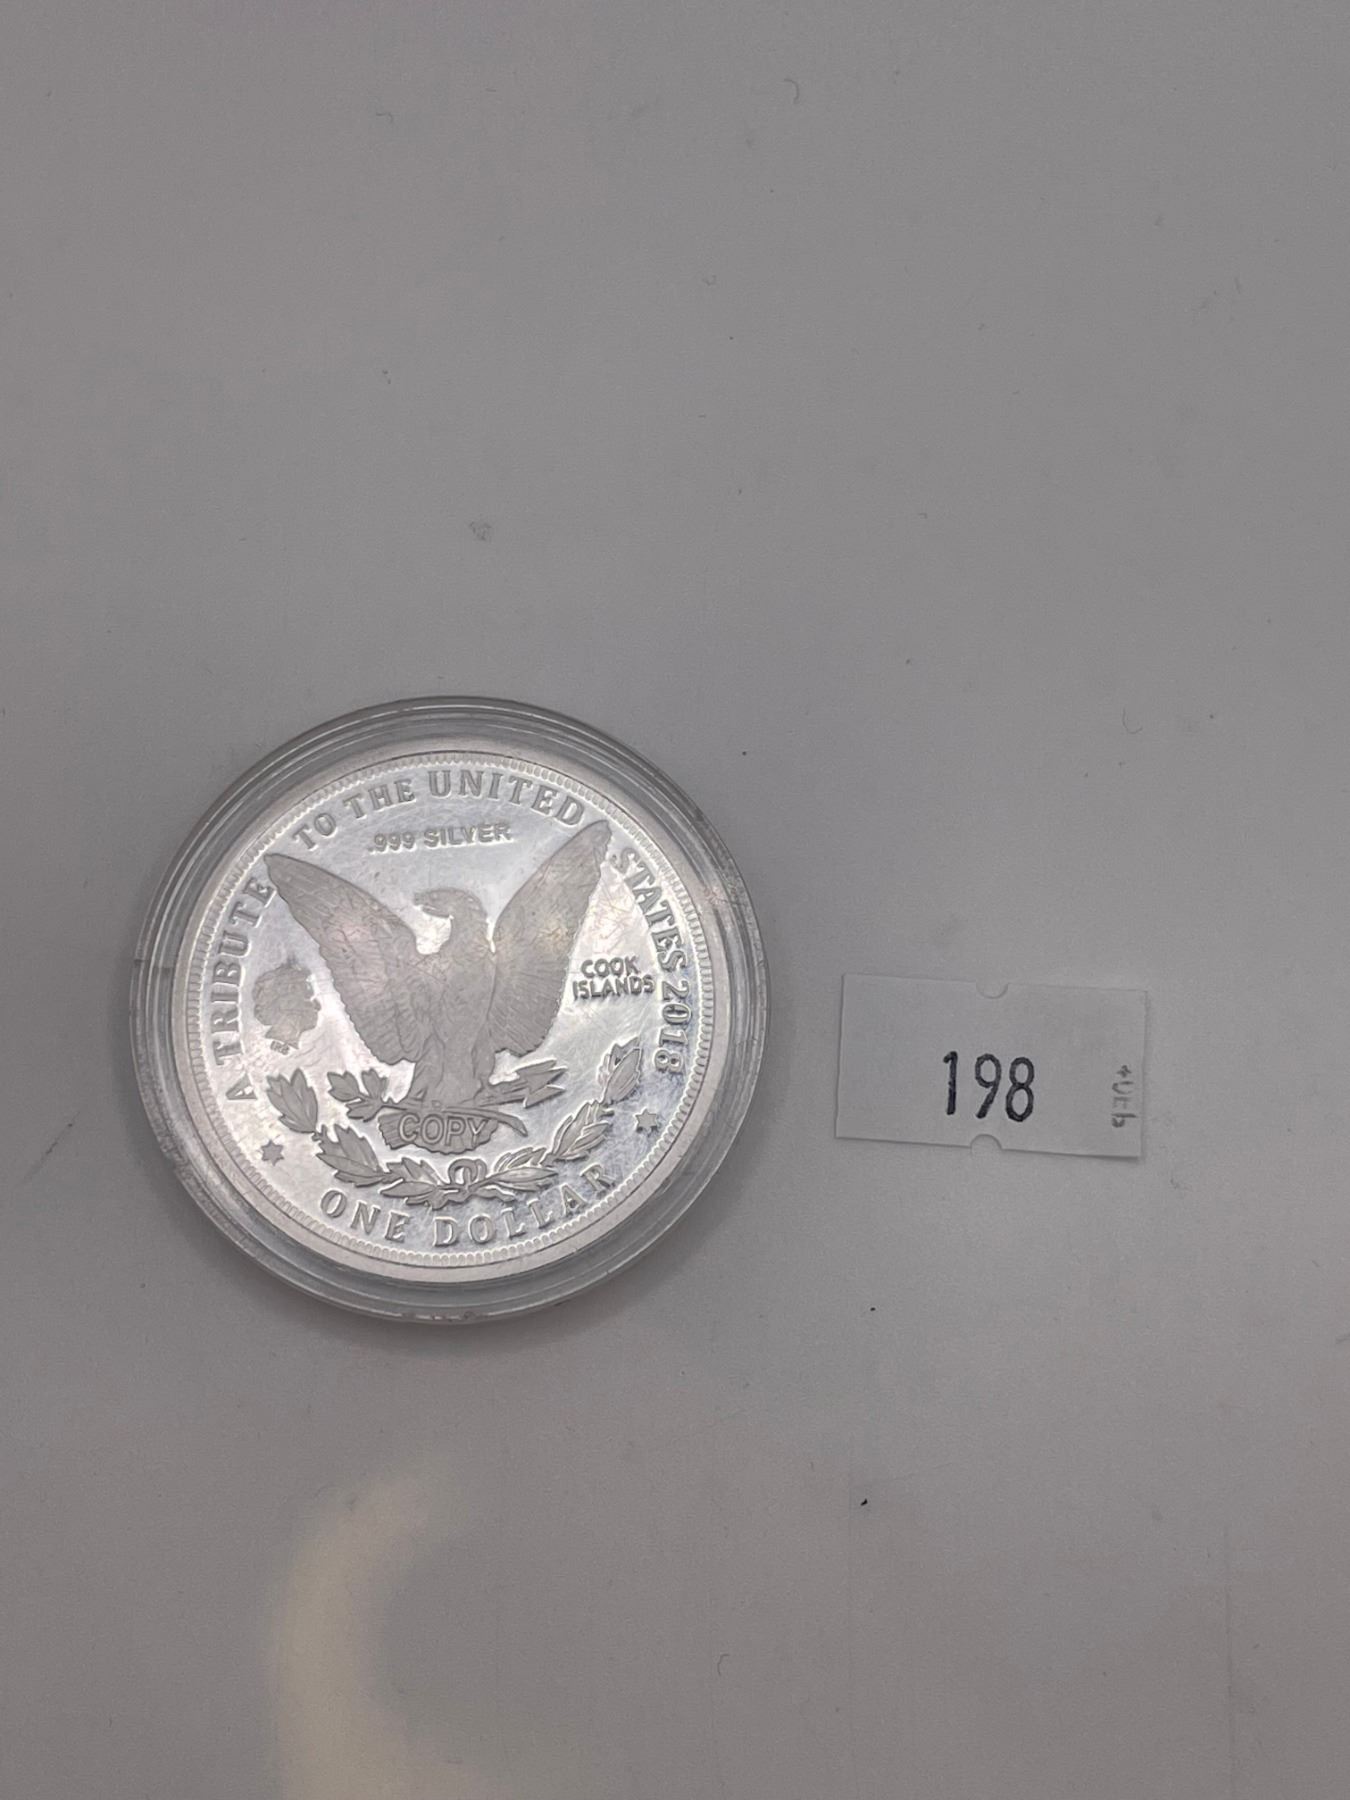 A TRIBUTE TO THE UNITED STATES 2018
.999 SILVER
COOK
ISLANDS
COPY
ONE DOLLAR
198